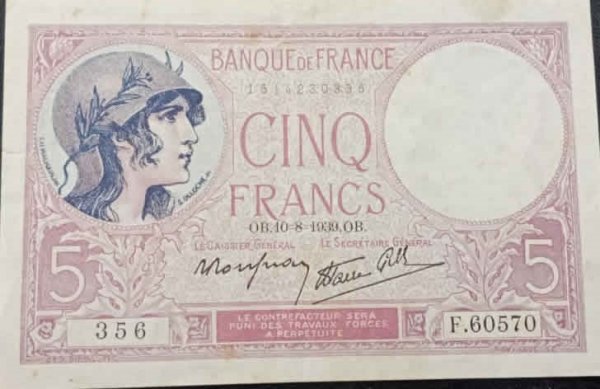 BANQUE DE FRANCE
1514230356
CINQ
FRANCS
OB.10-8-1939.OB.
LE CAISSIER GÉNÉRAL LE SECRÉTAIRE GÉNÉRAL
5 5
356 F.60570
LE CONTREFACTEUR SERA
PUNI DES TRAVAUX FORCÉS
A PERPÉTUITÉ